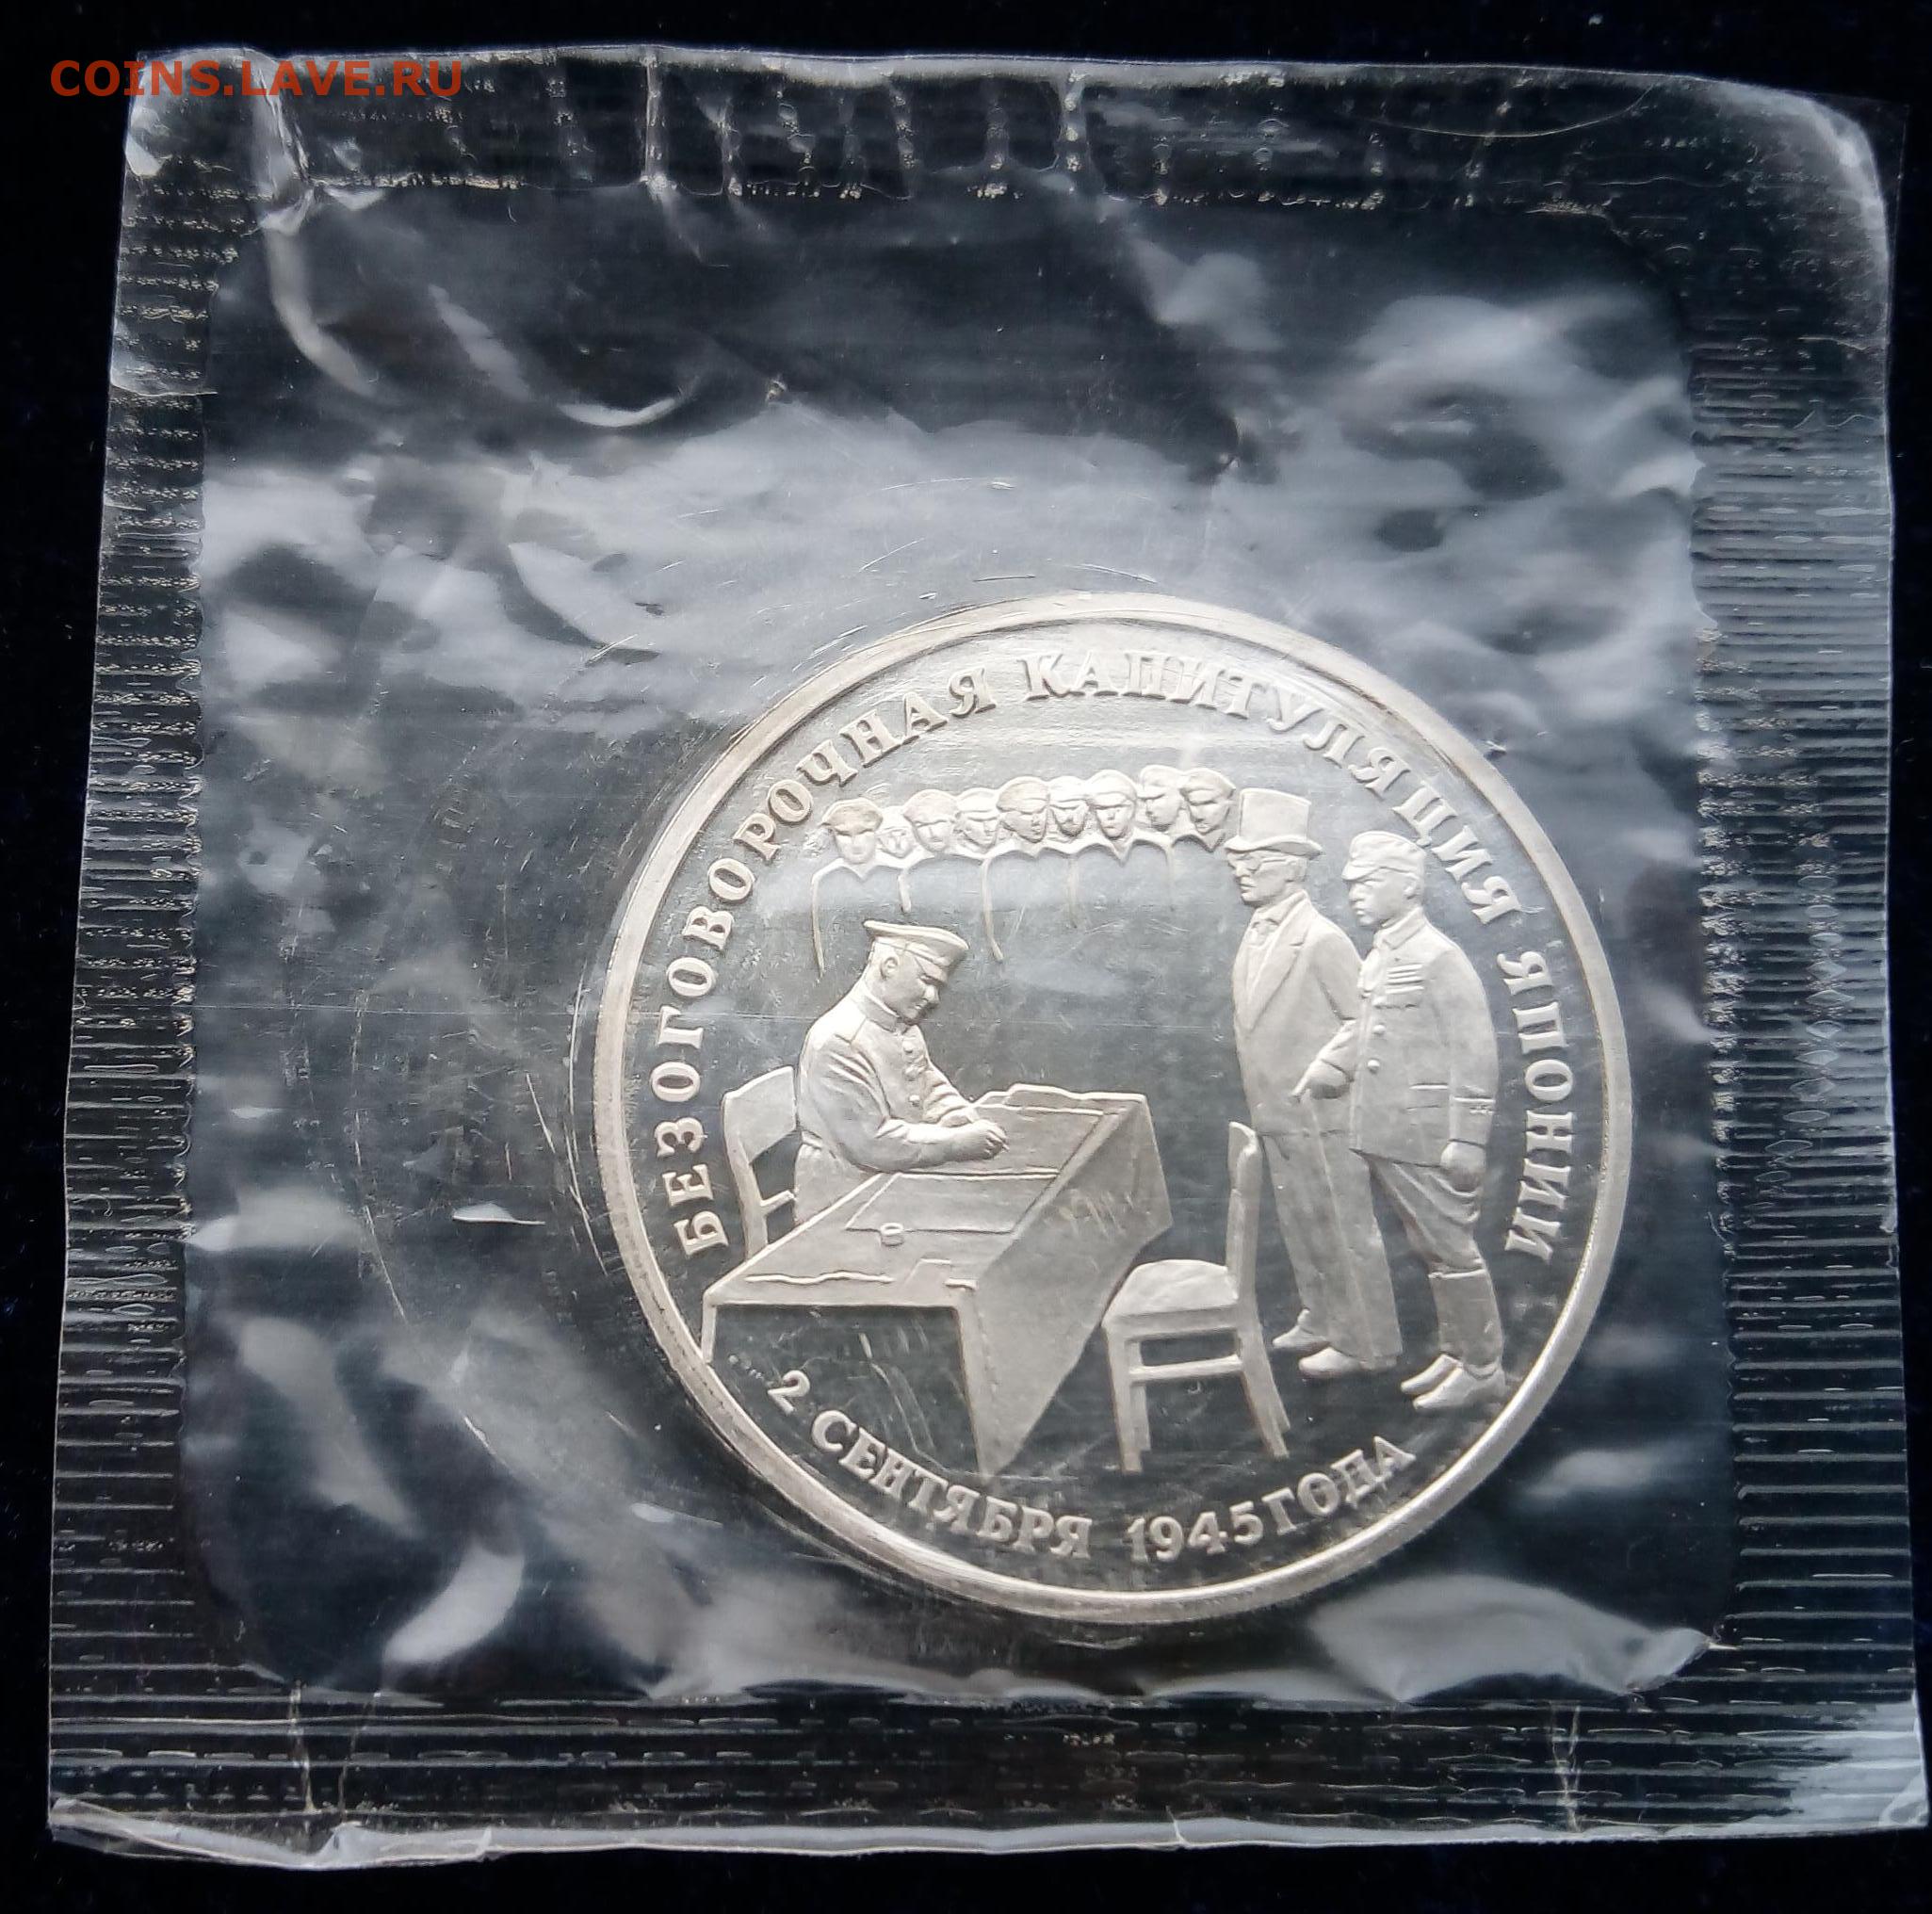 COINS.LAVE.RU
БЕЗОГОВОРОЧНАЯ КАПИТУЛЯЦИЯ ЯПОНИИ
2 СЕНТЯБРЯ 1945 ГОДА